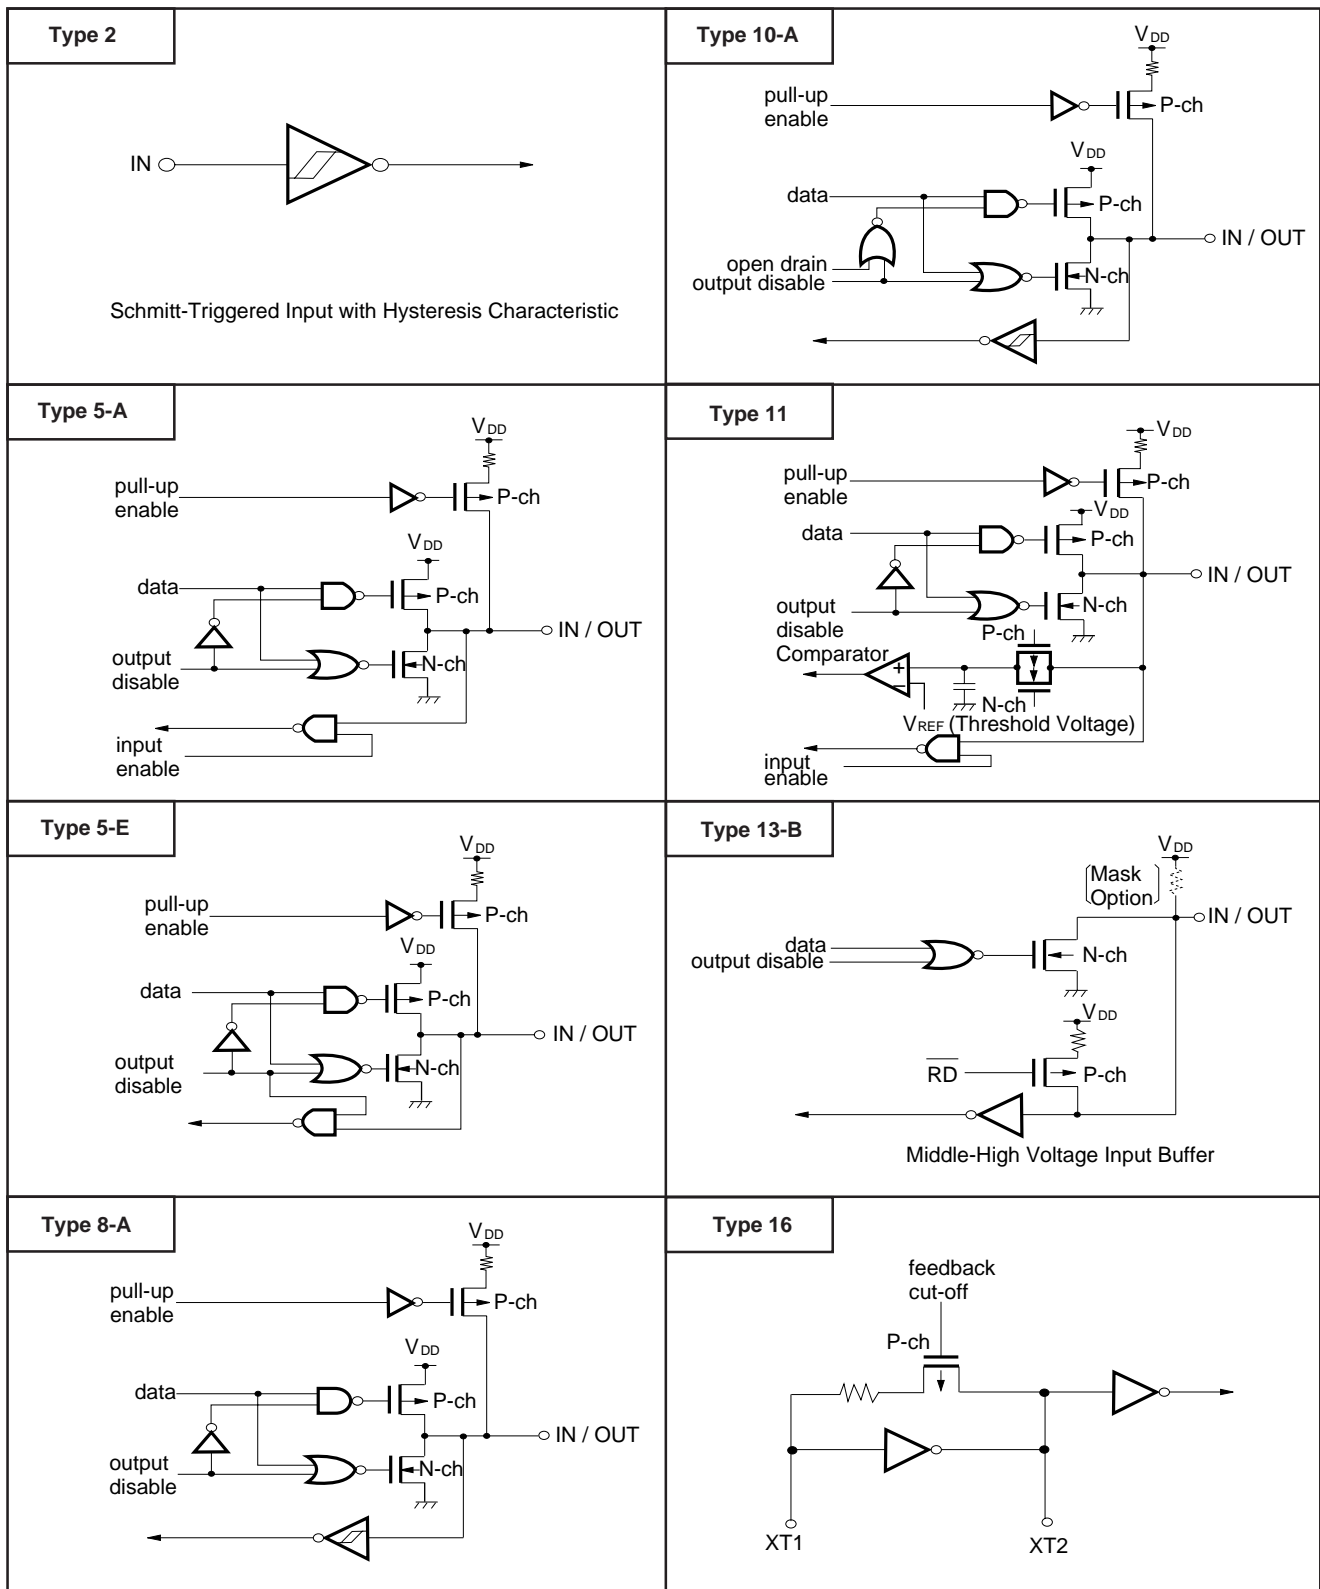 Type 2
IN
Schmitt-Triggered Input with Hysteresis Characteristic
Type 5-A
VDD
pull-up
enable
P-ch
VDD
data
P-ch
IN / OUT
output
disable
N-ch
input
enable
Type 5-E
VDD
pull-up
enable
P-ch
VDD
data
P-ch
IN / OUT
output
disable
N-ch
Type 8-A
VDD
pull-up
enable
P-ch
VDD
data
P-ch
IN / OUT
output
disable
N-ch
Type 10-A
VDD
pull-up
enable
P-ch
VDD
data
P-ch
IN / OUT
open drain
output disable
N-ch
Type 11
VDD
pull-up
enable
P-ch
VDD
data
P-ch
IN / OUT
output
disable
N-ch
P-ch
Comparator
+
−
N-ch
VREF (Threshold Voltage)
input
enable
Type 13-B
VDD
(Mask
Option)
IN / OUT
data
output disable
N-ch
VDD
RD
P-ch
Middle-High Voltage Input Buffer
Type 16
feedback
cut-off
P-ch
XT1
XT2